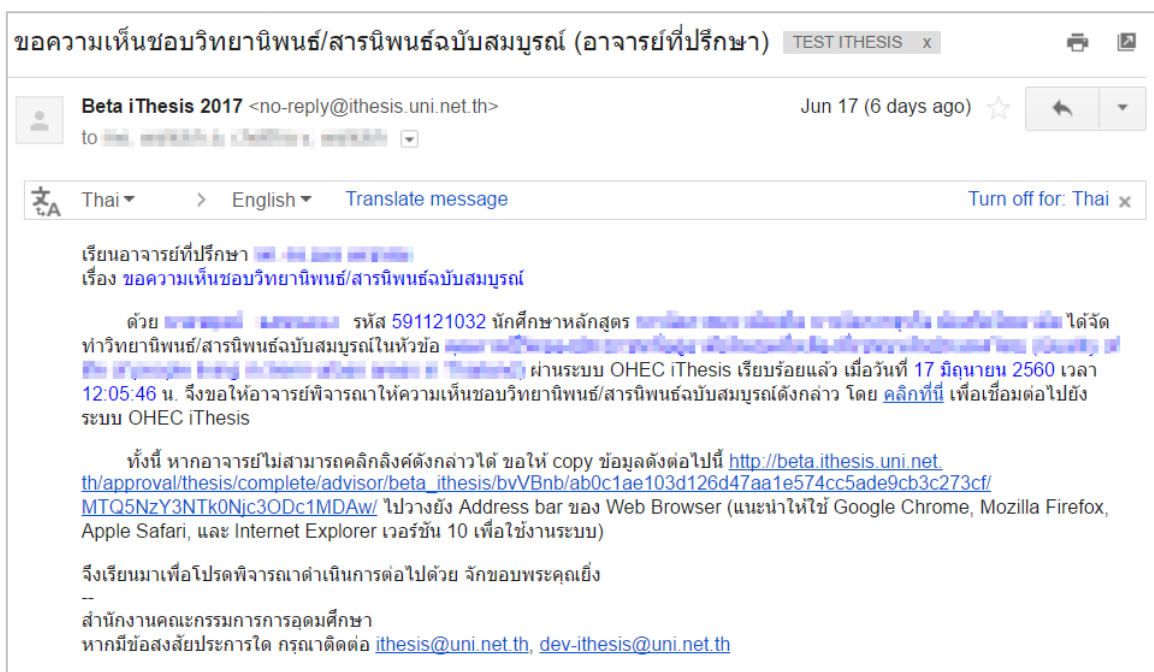 ขอความเห็นชอบวิทยานิพนธ์/สารนิพนธ์ฉบับสมบูรณ์ (อาจารย์ที่ปรึกษา) TEST ITHESIS x
Beta iThesis 2017 <no-reply@ithesis.uni.net.th> Jun 17 (6 days ago)
to
Thai > English Translate message Turn off for: Thai x
เรียนอาจารย์ที่ปรึกษา
เรื่อง ขอความเห็นชอบวิทยานิพนธ์/สารนิพนธ์ฉบับสมบูรณ์
ด้วย รหัส 591121032 นักศึกษาหลักสูตร ได้จัด
ทำวิทยานิพนธ์/สารนิพนธ์ฉบับสมบูรณ์ในหัวข้อ
ผ่านระบบ OHEC iThesis เรียบร้อยแล้ว เมื่อวันที่ 17 มิถุนายน 2560 เวลา
12:05:46 น. จึงขอให้อาจารย์พิจารณาให้ความเห็นชอบวิทยานิพนธ์/สารนิพนธ์ฉบับสมบูรณ์ดังกล่าว โดย คลิกที่นี่ เพื่อเชื่อมต่อไปยัง
ระบบ OHEC iThesis
ทั้งนี้ หากอาจารย์ไม่สามารถคลิกลิงค์ดังกล่าวได้ ขอให้ copy ข้อมูลดังต่อไปนี้ http://beta.ithesis.uni.net.
th/approval/thesis/complete/advisor/beta_ithesis/bvVBnb/ab0c1ae103d126d47aa1e574cc5ade9cb3c273cf/
MTQ5NzY3NTk0Njc3ODc1MDAw/ ไปวางยัง Address bar ของ Web Browser (แนะนำให้ใช้ Google Chrome, Mozilla Firefox,
Apple Safari, และ Internet Explorer เวอร์ชัน 10 เพื่อใช้งานระบบ)
จึงเรียนมาเพื่อโปรดพิจารณาดำเนินการต่อไปด้วย จักขอบพระคุณยิ่ง
--
สำนักงานคณะกรรมการการอุดมศึกษา
หากมีข้อสงสัยประการใด กรุณาติดต่อ ithesis@uni.net.th, dev-ithesis@uni.net.th